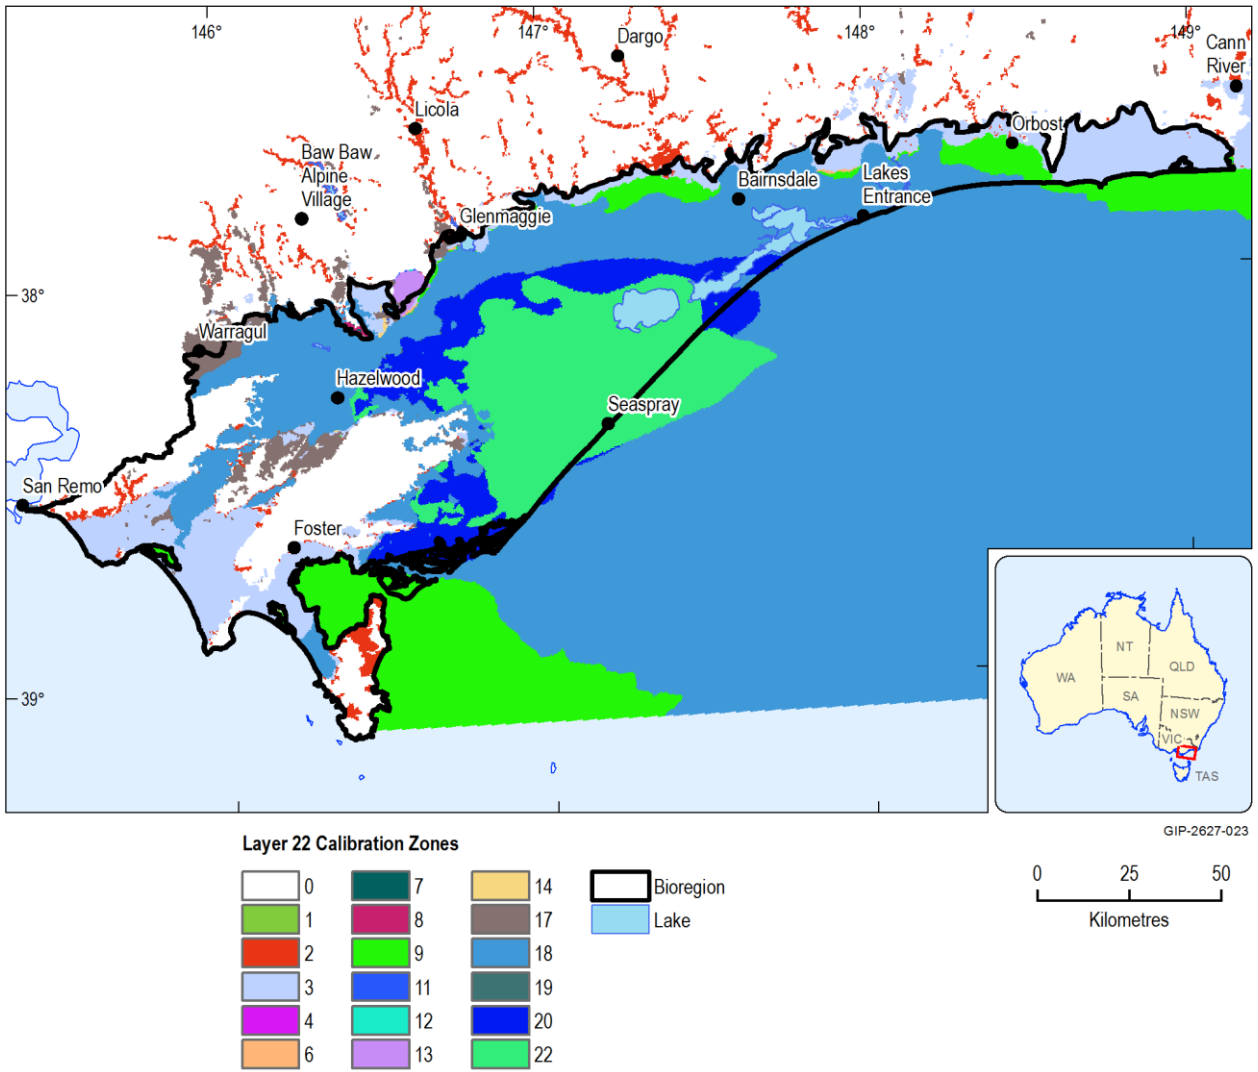 146°
147°
148°
149°
Dargo
Cann
River
Licola
Orbost
Baw Baw
Alpine
Village
Bairnsdale
Lakes
Entrance
Glenmaggie
38°
Warragul
Hazelwood
Seaspray
San Remo
Foster
39°
NT
QLD
WA
SA
NSW
VIC
TAS
GIP-2627-023
Layer 22 Calibration Zones
0
1
2
3
4
6
7
8
9
11
12
13
14
17
18
19
20
22
Bioregion
Lake
0 25 50
Kilometres